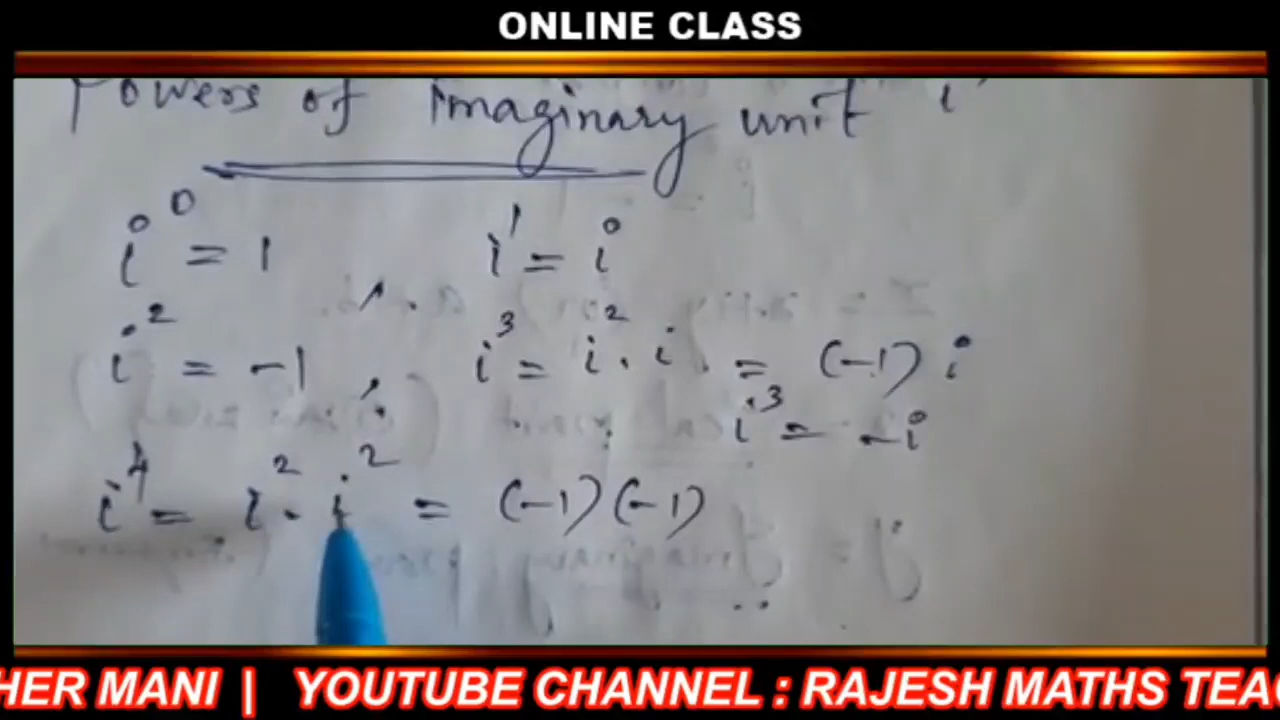 ONLINE CLASS
Powers of imaginary unit i
i⁰ = 1 i¹ = i
i² = -1 i³ = i² . i . = (-1) i
i³ = -i
i⁴ = i² . i² = (-1) (-1)
HER MANI | YOUTUBE CHANNEL : RAJESH MATHS TEA